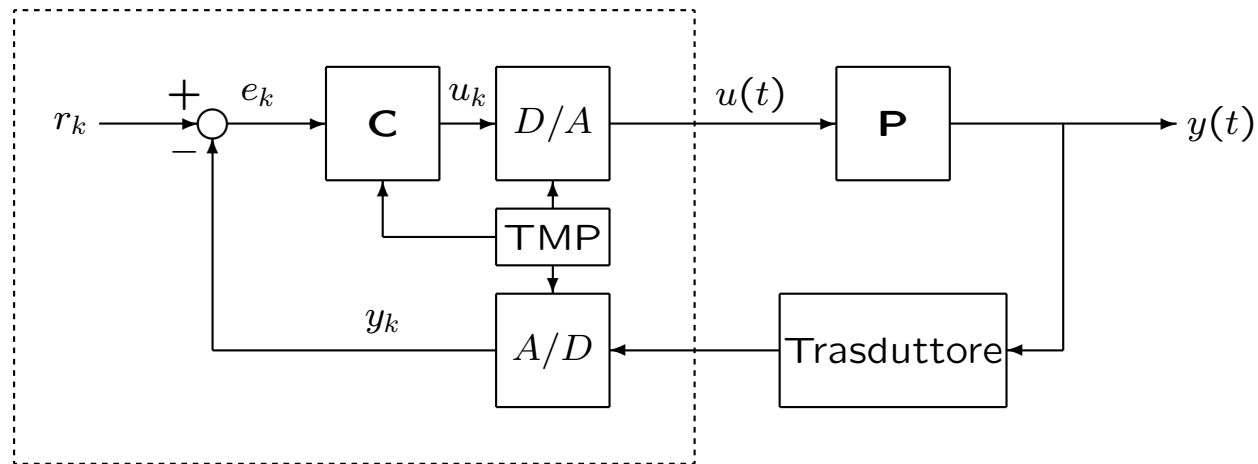 r_k
+
−
e_k
C
u_k
D/A
u(t)
P
y(t)
TMP
y_k
A/D
Trasduttore